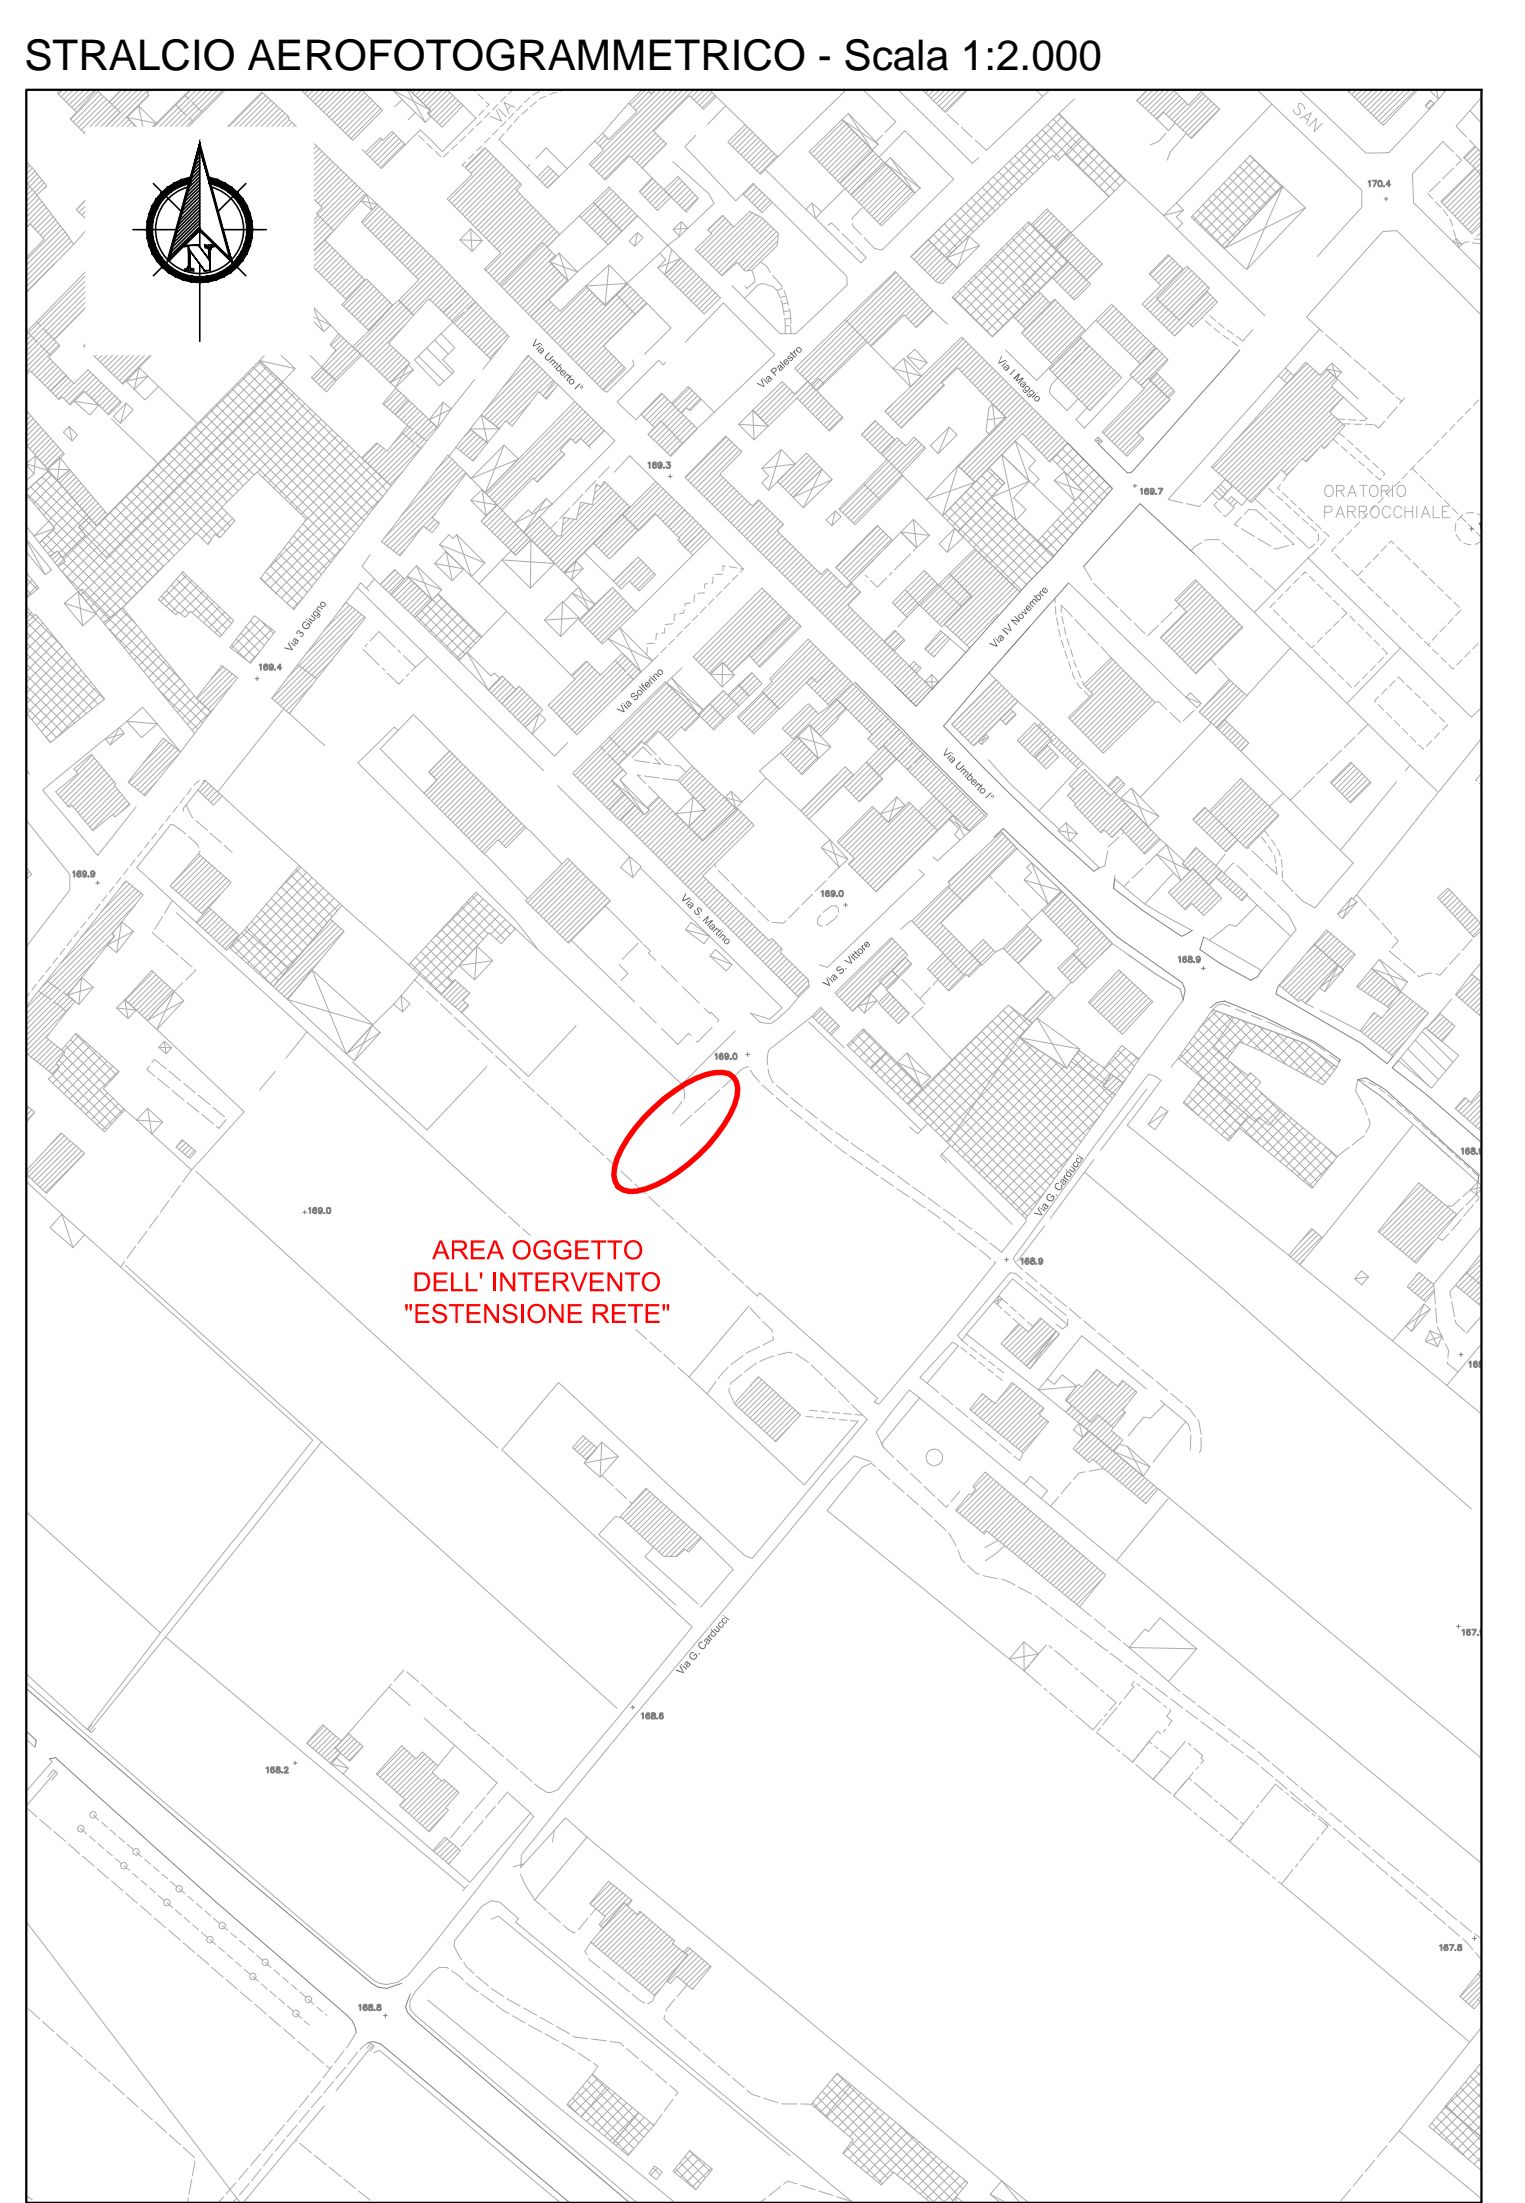 STRALCIO AEROFOTOGRAMMETRICO - Scala 1:2.000
VIA
SAN
170.4
N
Via Umberto I°
Via Palestro
Via I Maggio
169.3
169.7
ORATORIO
PARROCCHIALE
Via 3 Giugno
Via IV Novembre
169.4
Via Solferino
Via Umberto I°
169.9
169.0
Via S. Martino
Via S. Vittore
168.9
169.0
168.
Via G. Carducci
169.0
AREA OGGETTO
DELL' INTERVENTO
"ESTENSIONE RETE"
168.9
169
167.
Via G. Carducci
168.6
168.2
167.8
168.8